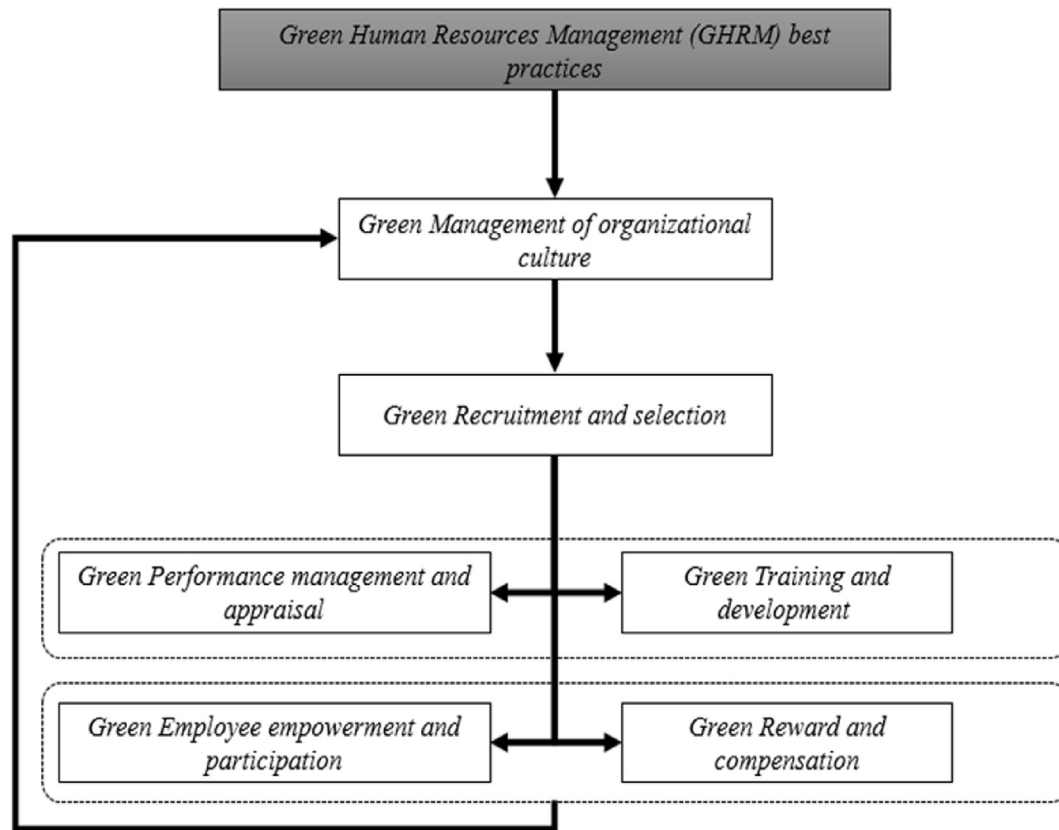 Green Human Resources Management (GHRM) best
practices
Green Management of organizational
culture
Green Recruitment and selection
Green Performance management and
appraisal
Green Training and
development
Green Employee empowerment and
participation
Green Reward and
compensation